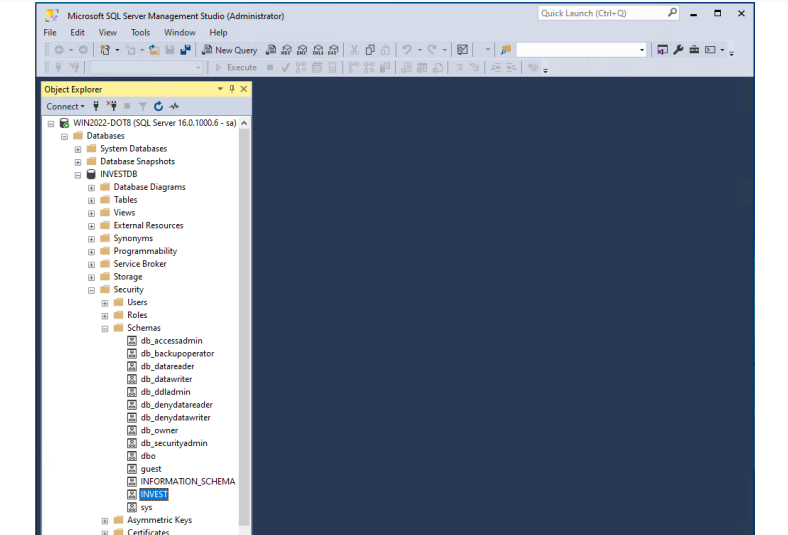 Microsoft SQL Server Management Studio (Administrator)
Quick Launch (Ctrl+Q)
File Edit View Tools Window Help
New Query
Execute
Object Explorer
Connect
WIN2022-DOT8 (SQL Server 16.0.1000.6 - sa)
Databases
System Databases
Database Snapshots
INVESTDB
Database Diagrams
Tables
Views
External Resources
Synonyms
Programmability
Service Broker
Storage
Security
Users
Roles
Schemas
db_accessadmin
db_backupoperator
db_datareader
db_datawriter
db_ddladmin
db_denydatareader
db_denydatawriter
db_owner
db_securityadmin
dbo
guest
INFORMATION_SCHEMA
INVEST
sys
Asymmetric Keys
Certificates